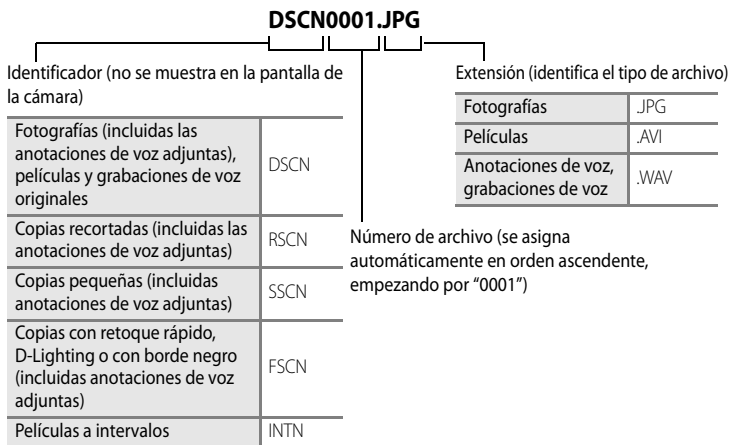 DSCN0001.JPG
Identificador (no se muestra en la pantalla de
la cámara)
Fotografías (incluidas las
anotaciones de voz adjuntas),
películas y grabaciones de voz
originales
DSCN
Copias recortadas (incluidas las
anotaciones de voz adjuntas)
RSCN
Copias pequeñas (incluidas
anotaciones de voz adjuntas)
SSCN
Copias con retoque rápido,
D-Lighting o con borde negro
(incluidas anotaciones de voz
adjuntas)
FSCN
Películas a intervalos
INTN
Número de archivo (se asigna
automáticamente en orden ascendente,
empezando por “0001”)
Extensión (identifica el tipo de archivo)
Fotografías
.JPG
Películas
.AVI
Anotaciones de voz,
grabaciones de voz
.WAV